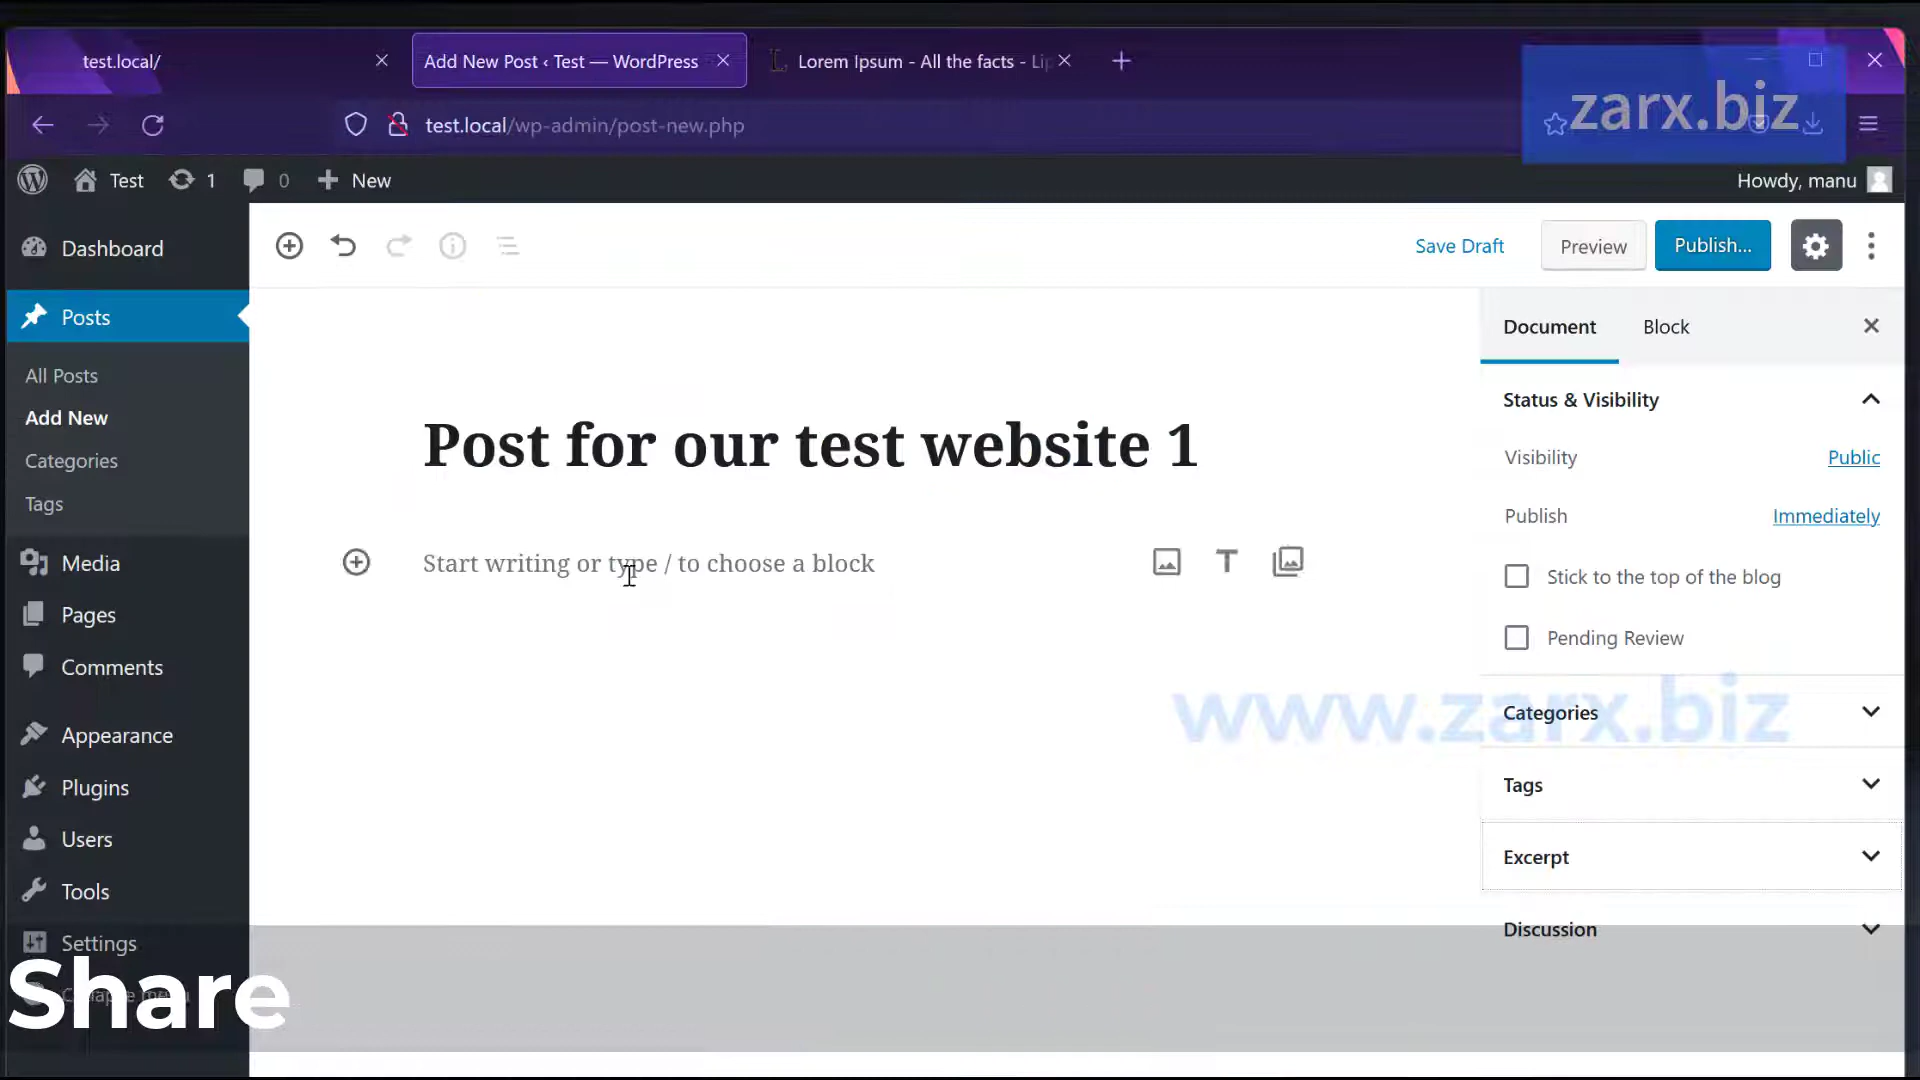 test.local/
Add New Post ‹ Test — WordPress
Lorem Ipsum - All the facts - Li
test.local/wp-admin/post-new.php
zarx.biz
Test
1
0
New
Howdy, manu
Dashboard
Posts
All Posts
Add New
Categories
Tags
Media
Pages
Comments
Appearance
Plugins
Users
Tools
Settings
Collapse menu
Share
Save Draft
Preview
Publish...
Post for our test website 1
Start writing or type / to choose a block
Document
Block
Status & Visibility
Visibility
Public
Publish
Immediately
Stick to the top of the blog
Pending Review
www.zarx.biz
Categories
Tags
Excerpt
Discussion